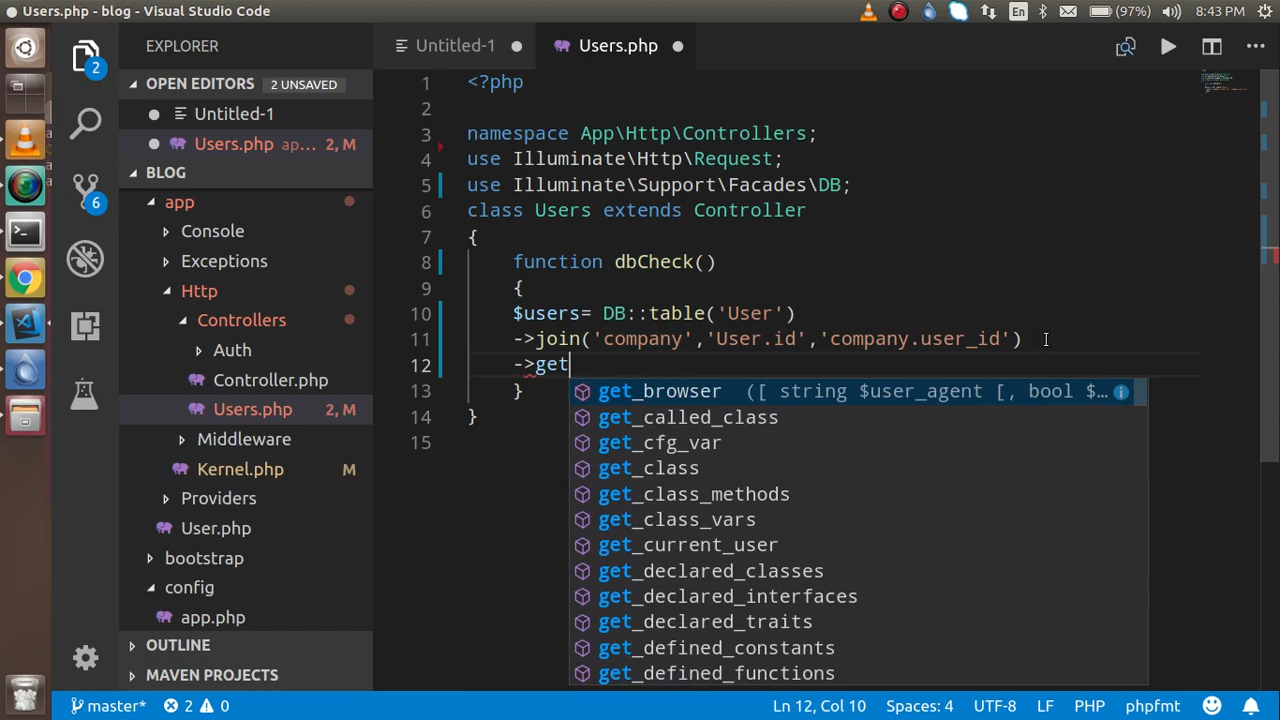 Users.php - blog - Visual Studio Code
En
(97%)
8:43 PM
EXPLORER
Untitled-1
Users.php
OPEN EDITORS
2 UNSAVED
Untitled-1
Users.php ap... 2, M
BLOG
app
Console
Exceptions
Http
Controllers
Auth
Controller.php
Users.php 2, M
Middleware
Kernel.php M
Providers
User.php
bootstrap
config
app.php
OUTLINE
MAVEN PROJECTS
2
6
1 <?php
2
3 namespace App\Http\Controllers;
4 use Illuminate\Http\Request;
5 use Illuminate\Support\Facades\DB;
6 class Users extends Controller
7 {
8 function dbCheck()
9 {
10 $users= DB::table('User')
11 ->join('company','User.id','company.user_id')
12 ->get
13 }
14 }
15
get_browser ([ string $user_agent [, bool $…
get_called_class
get_cfg_var
get_class
get_class_methods
get_class_vars
get_current_user
get_declared_classes
get_declared_interfaces
get_declared_traits
get_defined_constants
get_defined_functions
master* 2 0 Ln 12, Col 10 Spaces: 4 UTF-8 LF PHP phpfmt